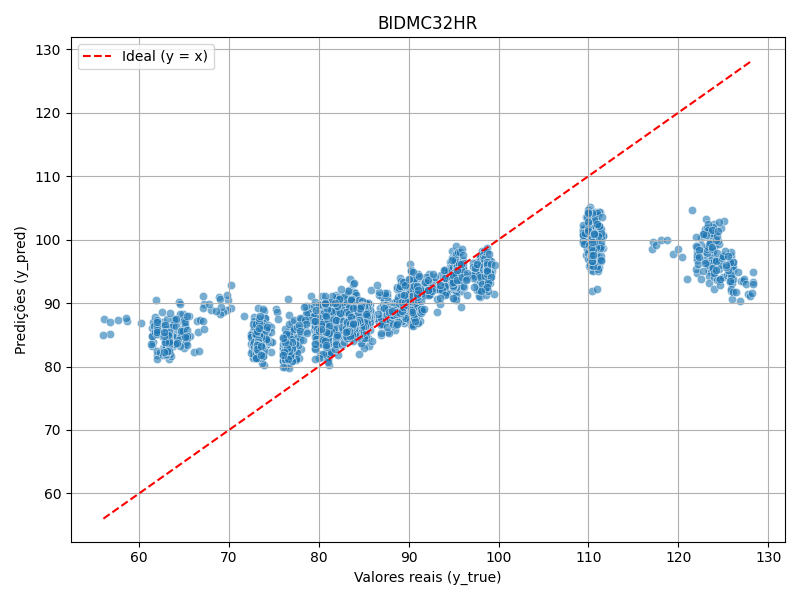 BIDMC32HR
Ideal (y = x)
130
120
110
100
90
80
70
60
Predições (y_pred)
60 70 80 90 100 110 120 130
Valores reais (y_true)